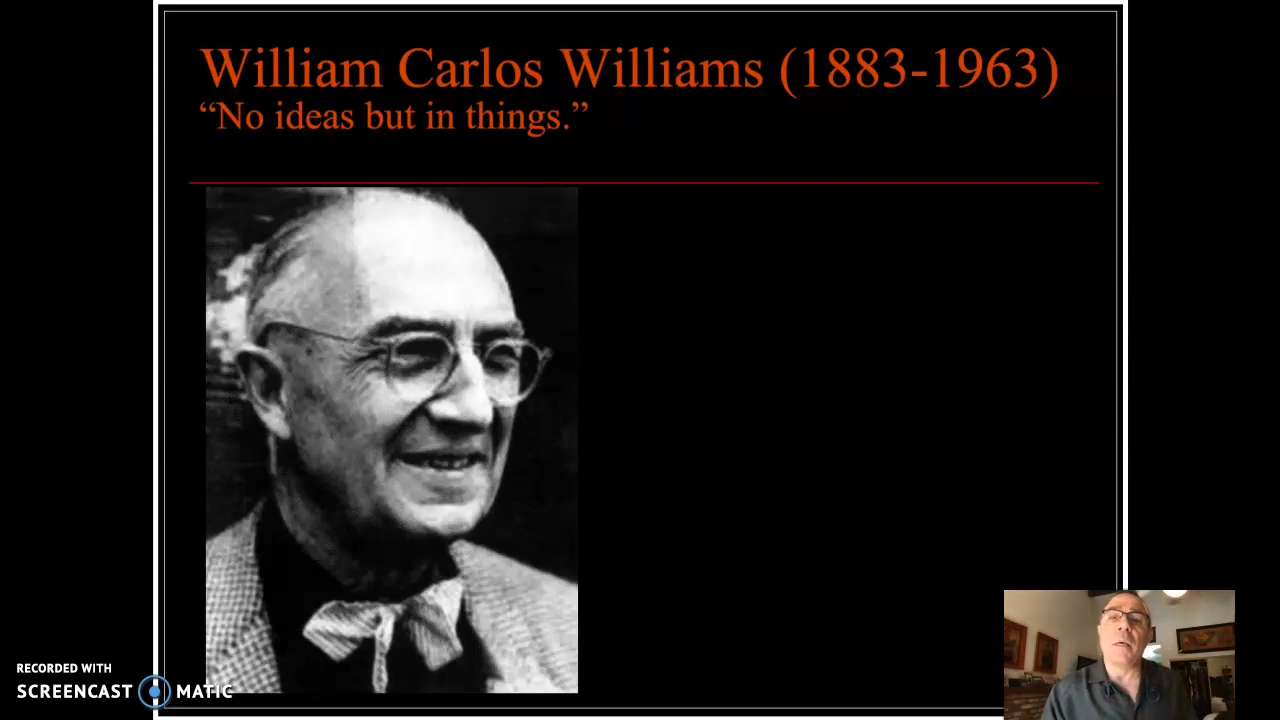 William Carlos Williams (1883-1963)
“No ideas but in things.”
RECORDED WITH
SCREENCAST MATIC